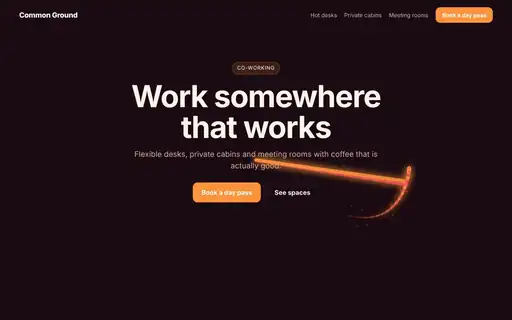 Common Ground
Hot desks
Private cabins
Meeting rooms
Book a day pass
CO-WORKING
Work somewhere
that works
Flexible desks, private cabins and meeting rooms with coffee that is
actually good.
Book a day pass
See spaces